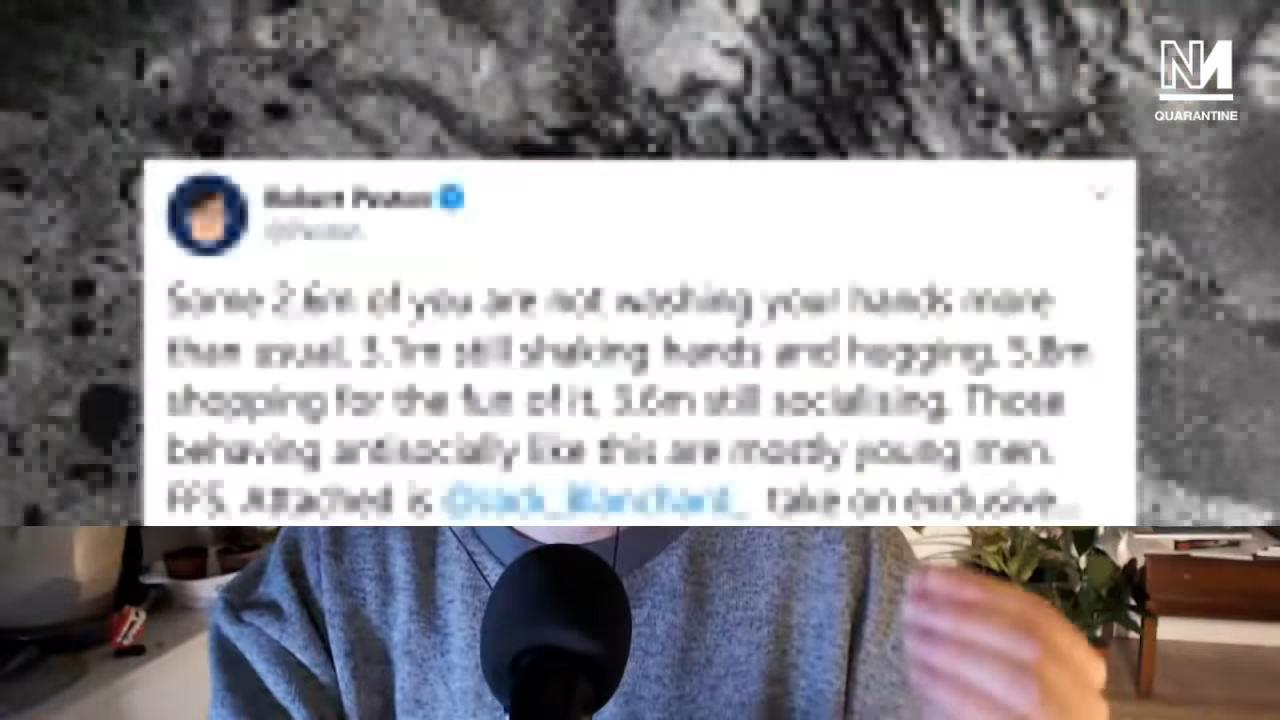 NM
QUARANTINE
Robert Peston
@Peston
Some 2.6m of you are not washing your hands more
than usual, 3.1m still shaking hands and hugging, 5.8m
shopping for the fun of it, 3.6m still socialising. Those
behaving antisocially like this are mostly young men.
FFS. Attached is @Jack_Blanchard_ take on exclusive...